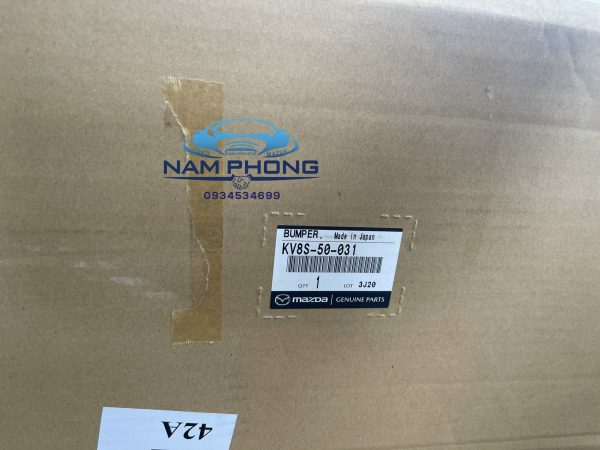 NAM PHONG
0934534699
BUMPER, Made in Japan
KV8S-50-031
QTY 1 LOT 3J20
mazda GENUINE PARTS
42A